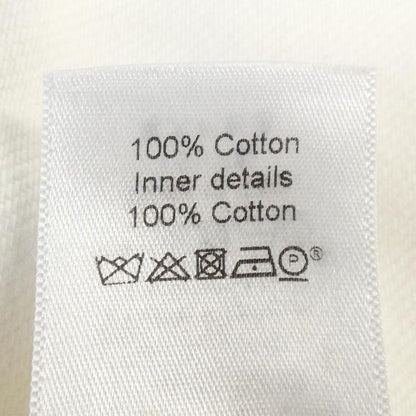 100% Cotton
Inner details
100% Cotton
P ®